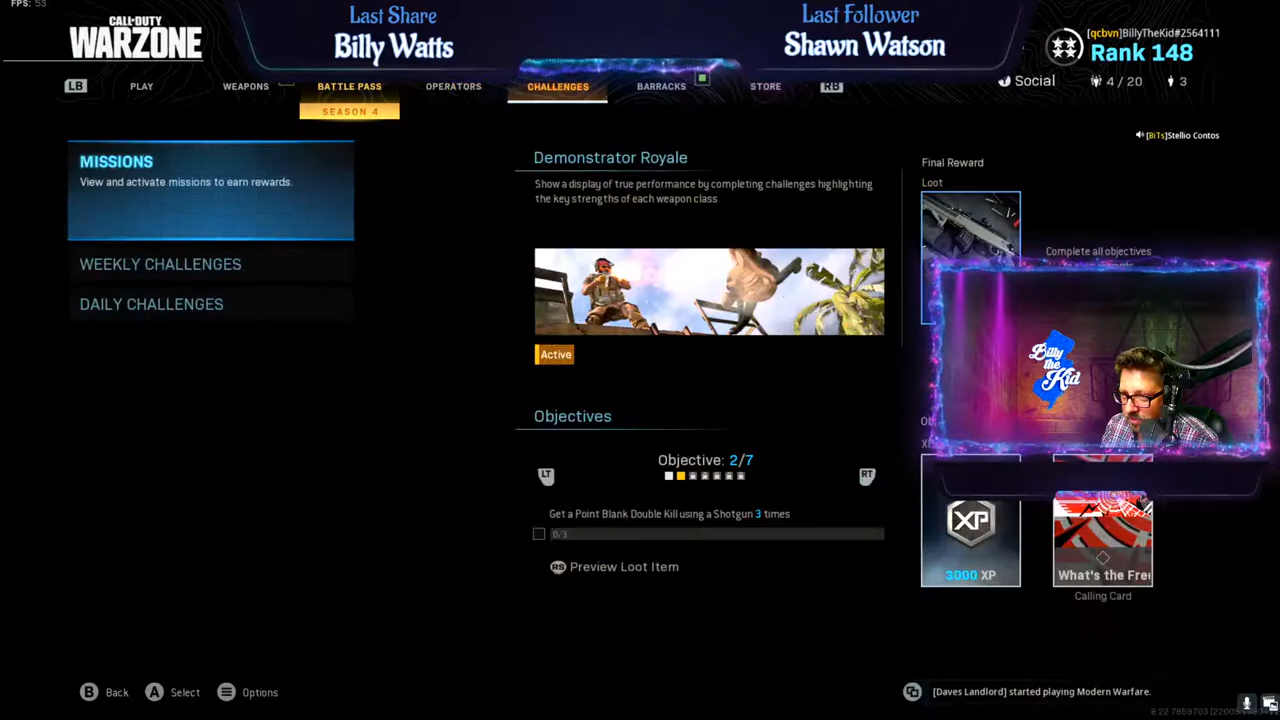 FPS: 53
CALL OF DUTY
WARZONE
Last Share
Billy Watts
Last Follower
Shawn Watson
[qcbvn]BillyTheKid#2564111
Rank 148
LB
PLAY
WEAPONS
BATTLE PASS
SEASON 4
OPERATORS
CHALLENGES
BARRACKS
STORE
RB
Social
4 / 20
3
[BiTs]Stellio Contos
MISSIONS
View and activate missions to earn rewards.
WEEKLY CHALLENGES
DAILY CHALLENGES
Demonstrator Royale
Show a display of true performance by completing challenges highlighting
the key strengths of each weapon class
Active
Objectives
Objective: 2/7
LT
RT
Get a Point Blank Double Kill using a Shotgun 3 times
0/3
RS Preview Loot Item
Final Reward
Loot
Complete all objectives
Billy
the
Kid
XP
3000 XP
What's the Fre
Calling Card
B Back
A Select
Options
[Daves Landlord] started playing Modern Warfare.